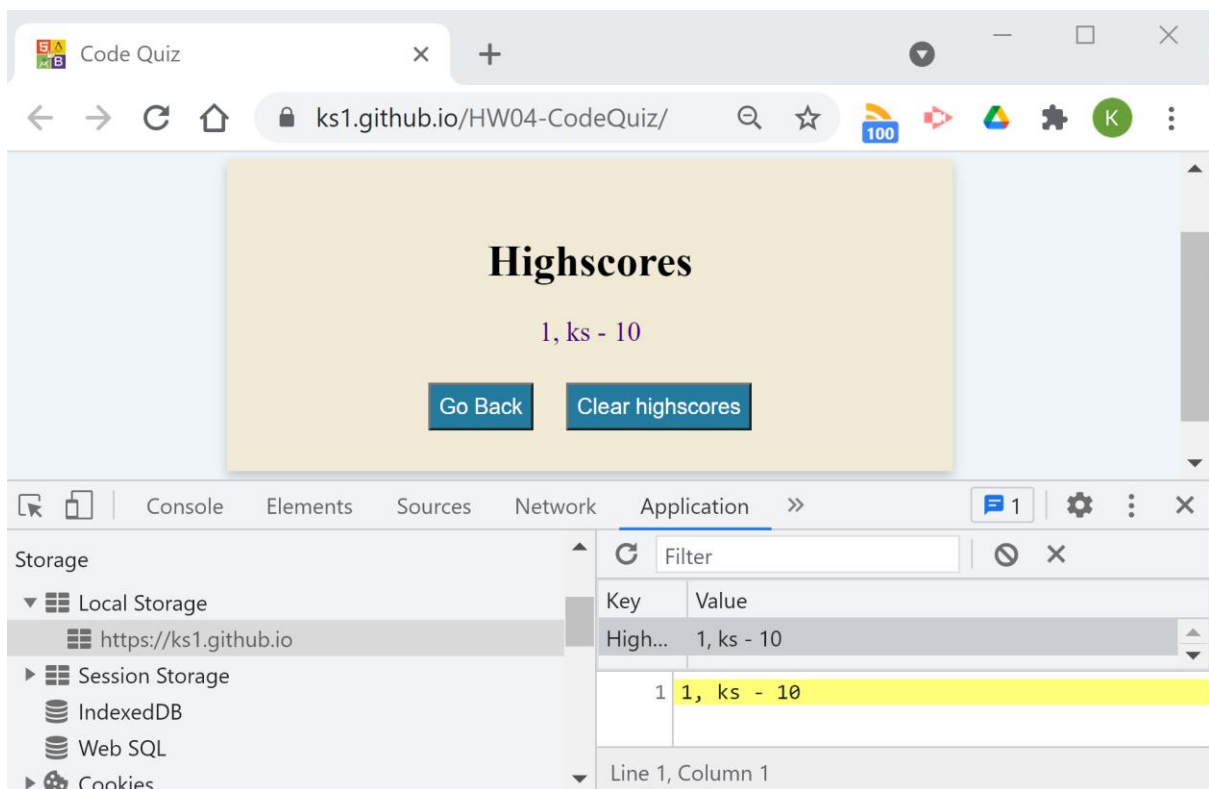 Code Quiz
ks1.github.io/HW04-CodeQuiz/
100
K
Highscores
1, ks - 10
Go Back Clear highscores
Console Elements Sources Network Application » 1
Storage
Filter
Local Storage
Key Value
https://ks1.github.io
High... 1, ks - 10
Session Storage
1 1, ks - 10
IndexedDB
Web SQL
Cookies
Line 1, Column 1